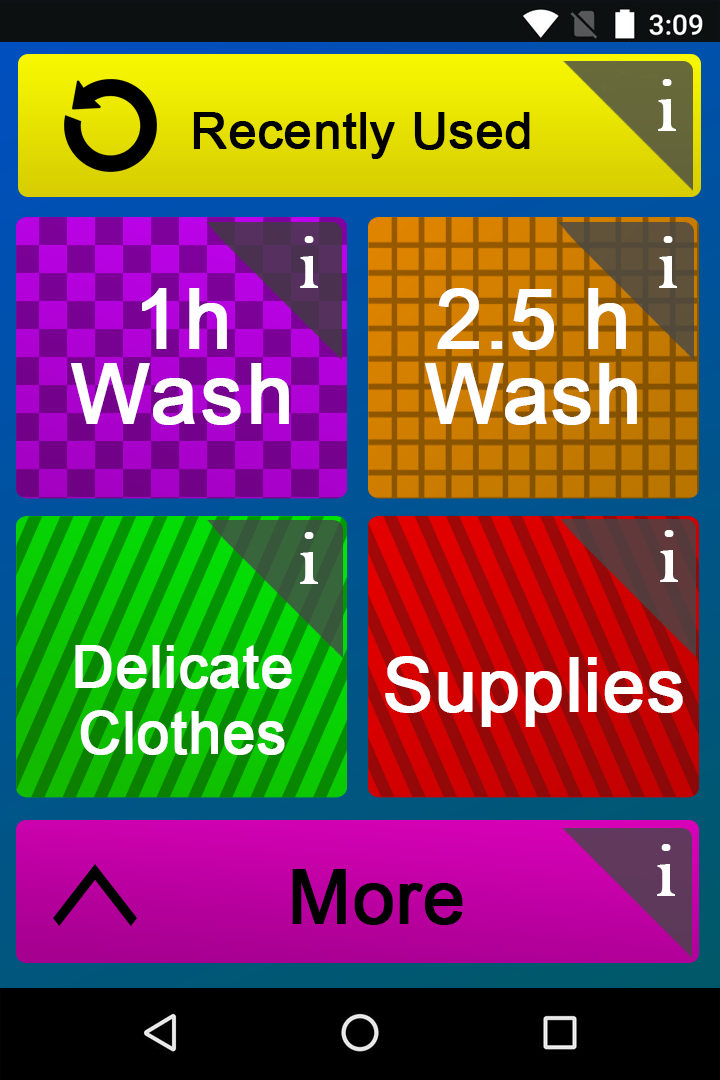 3:09
Recently Used
i
1h
Wash
i
2.5 h
Wash
i
Delicate
Clothes
i
Supplies
i
More
i